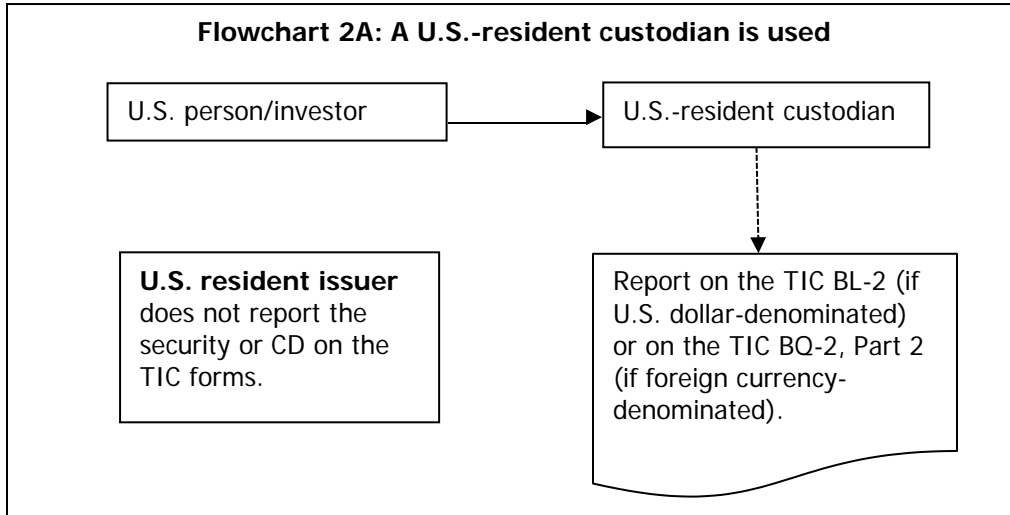 Flowchart 2A: A U.S.-resident custodian is used
U.S. person/investor
U.S.-resident custodian
U.S. resident issuer
does not report the
security or CD on the
TIC forms.
Report on the TIC BL-2 (if
U.S. dollar-denominated)
or on the TIC BQ-2, Part 2
(if foreign currency-
denominated).